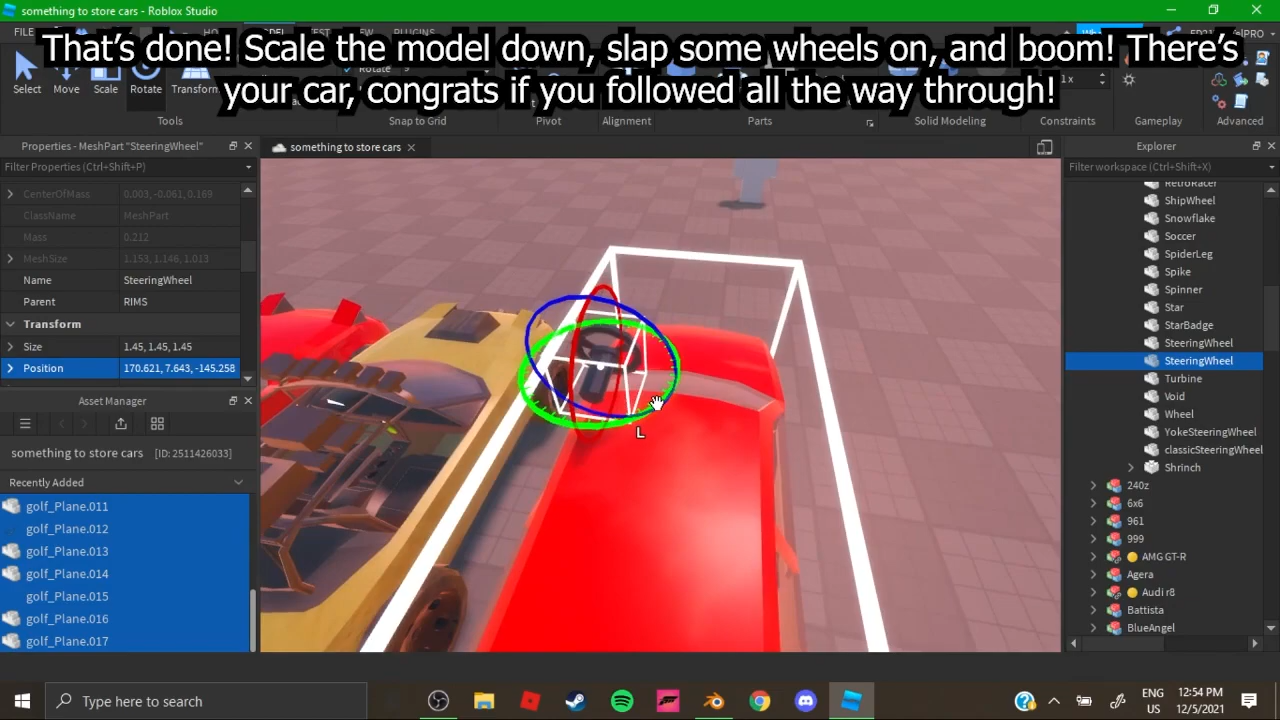 something to store cars - Roblox Studio
FILE
PLUGINS
That's done! Scale the model down, slap some wheels on, and boom! There's
your car, congrats if you followed all the way through!
Select
Move
Scale
Rotate
Transform
Tools
Snap to Grid
Pivot
Alignment
Parts
Solid Modeling
Constraints
Gameplay
Advanced
Properties - MeshPart "SteeringWheel"
Filter Properties (Ctrl+Shift+P)
CenterOfMass 0.003, -0.061, 0.169
ClassName MeshPart
Mass 0.212
MeshSize 1.153, 1.146, 1.013
Name SteeringWheel
Parent RIMS
Transform
Size 1.45, 1.45, 1.45
Position 170.621, 7.643, -145.258
Asset Manager
something to store cars [ID:2511426033]
Recently Added
golf_Plane.011
golf_Plane.012
golf_Plane.013
golf_Plane.014
golf_Plane.015
golf_Plane.016
golf_Plane.017
something to store cars
L
Explorer
Filter workspace (Ctrl+Shift+X)
RetroRacer
ShipWheel
Snowflake
Soccer
SpiderLeg
Spike
Spinner
Star
StarBadge
SteeringWheel
SteeringWheel
Turbine
Void
Wheel
YokeSteeringWheel
classicSteeringWheel
Shrinch
240z
6x6
961
999
AMG GT-R
Agera
Audi r8
Battista
BlueAngel
Type here to search
ENG
US
12:54 PM
12/5/2021